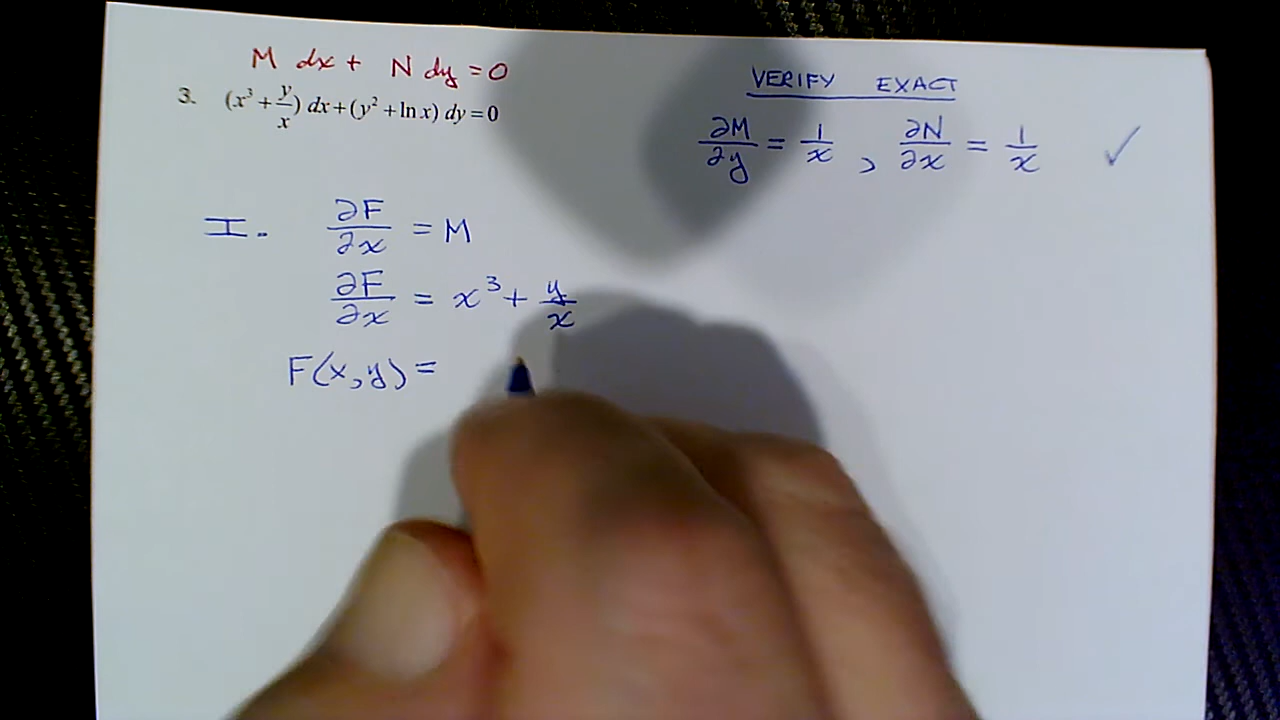 M dx + N dy = 0
3. (x³ + y/x) dx + (y² + ln x) dy = 0
VERIFY EXACT
∂M/∂y = 1/x , ∂N/∂x = 1/x ✓
I. ∂F/∂x = M
∂F/∂x = x³ + y/x
F(x,y) =